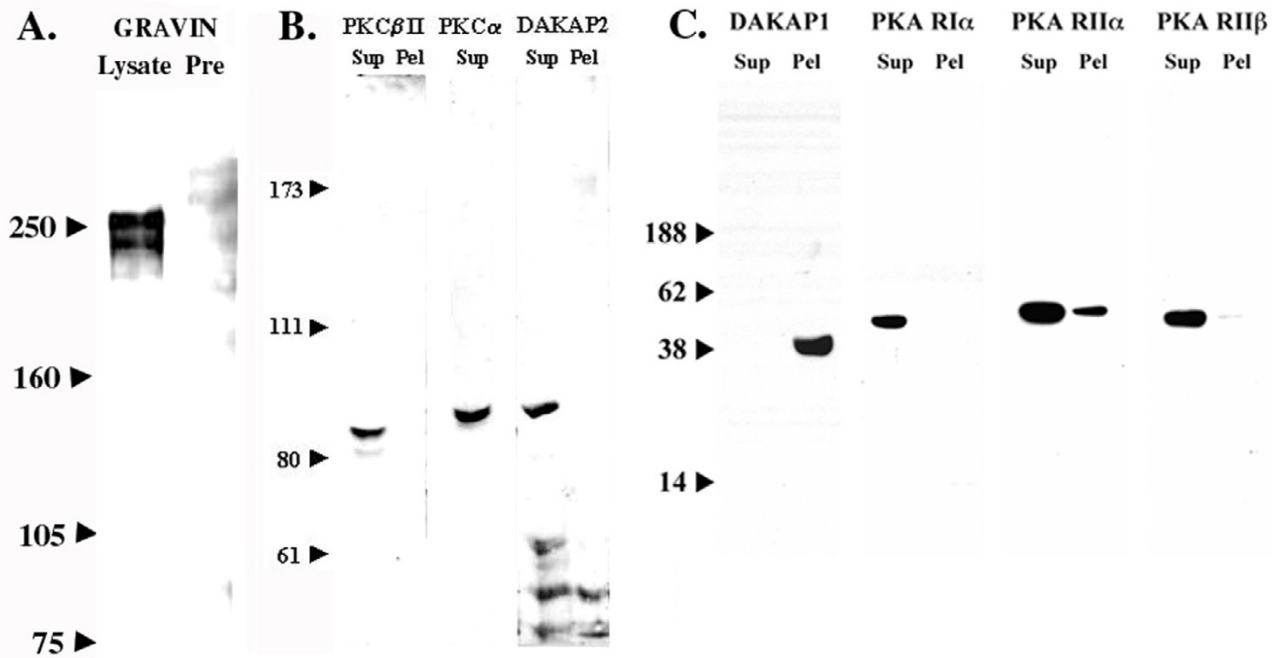 A.
GRAVIN
Lysate Pre
250
160
105
75
B.
PKCβII PKCα DAKAP2
Sup Pel Sup Sup Pel
173
111
80
61
C.
DAKAP1 PKA RIα PKA RIIα PKA RIIβ
Sup Pel Sup Pel Sup Pel Sup Pel
188
62
38
14